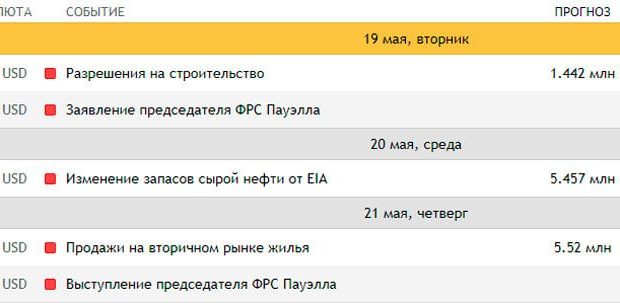 ЛЮТА СОБЫТИЕ ПРОГНОЗ
19 мая, вторник
USD Разрешения на строительство 1.442 млн
USD Заявление председателя ФРС Пауэлла
20 мая, среда
USD Изменение запасов сырой нефти от EIA 5.457 млн
21 мая, четверг
USD Продажи на вторичном рынке жилья 5.52 млн
USD Выступление председателя ФРС Пауэлла